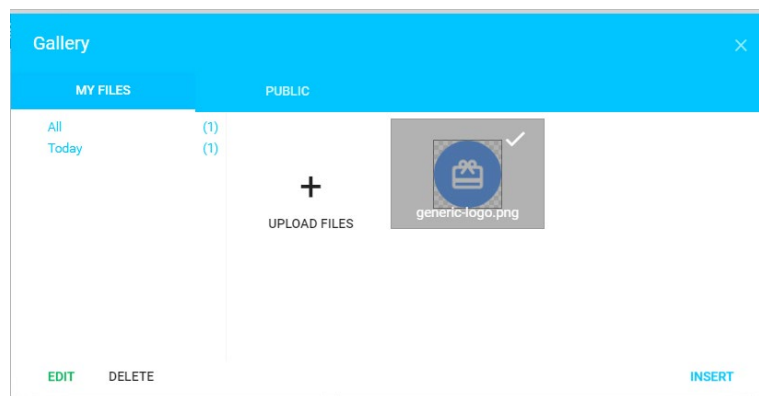 Gallery
MY FILES
PUBLIC
All (1)
Today (1)
UPLOAD FILES
generic-logo.png
EDIT DELETE
INSERT